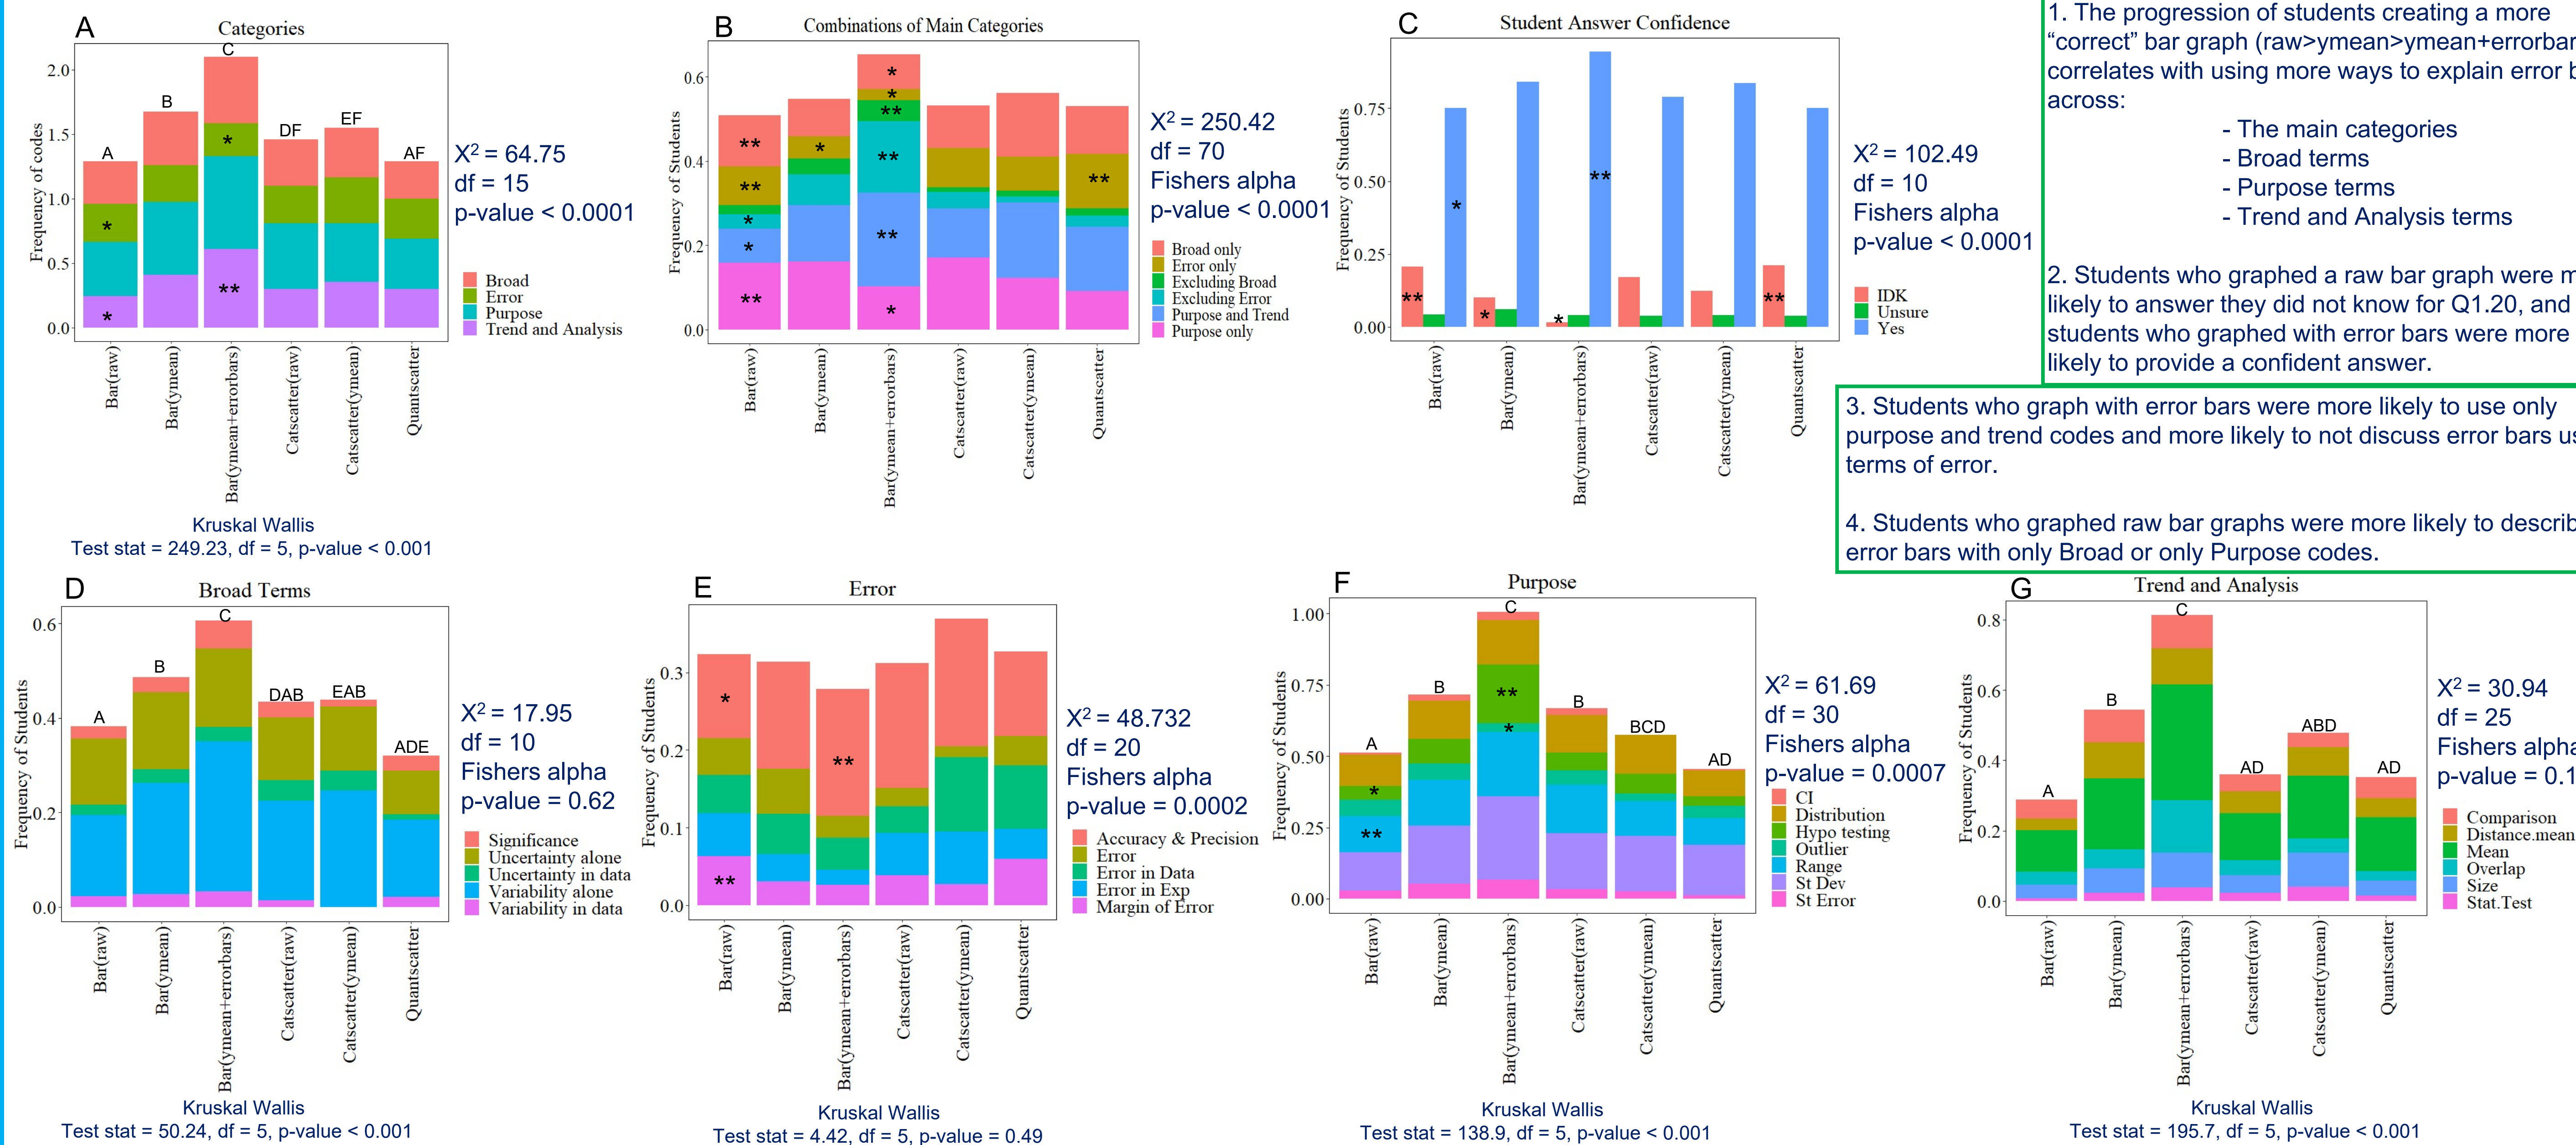 A
Categories
Frequency of codes
2.0
1.5
1.0
0.5
0.0
A
B
C
DF
EF
AF
*
*
*
**
Bar(raw)
Bar(ymean)
Bar(ymean+errorbars)
Catscatter(raw)
Catscatter(ymean)
Quantscatter
X2 = 64.75
df = 15
p-value < 0.0001
Broad
Error
Purpose
Trend and Analysis
Kruskal Wallis
Test stat = 249.23, df = 5, p-value < 0.001
B
Combinations of Main Categories
Frequency of Students
0.6
0.4
0.2
0.0
**
**
*
*
**
*
*
*
**
**
**
*
**
Bar(raw)
Bar(ymean)
Bar(ymean+errorbars)
Catscatter(raw)
Catscatter(ymean)
Quantscatter
X2 = 250.42
df = 70
Fishers alpha
p-value < 0.0001
Broad only
Error only
Excluding Broad
Excluding Error
Purpose and Trend
Purpose only
C
Student Answer Confidence
Frequency of Students
0.75
0.50
0.25
0.00
**
*
*
*
**
**
Bar(raw)
Bar(ymean)
Bar(ymean+errorbars)
Catscatter(raw)
Catscatter(ymean)
Quantscatter
X2 = 102.49
df = 10
Fishers alpha
p-value < 0.0001
IDK
Unsure
Yes
1. The progression of students creating a more
“correct” bar graph (raw>ymean>ymean+errorbar
correlates with using more ways to explain error b
across:
- The main categories
- Broad terms
- Purpose terms
- Trend and Analysis terms
2. Students who graphed a raw bar graph were m
likely to answer they did not know for Q1.20, and
students who graphed with error bars were more
likely to provide a confident answer.
3. Students who graph with error bars were more likely to use only
purpose and trend codes and more likely to not discuss error bars us
terms of error.
4. Students who graphed raw bar graphs were more likely to describ
error bars with only Broad or only Purpose codes.
D
Broad Terms
Frequency of Students
0.6
0.4
0.2
0.0
A
B
C
DAB
EAB
ADE
Bar(raw)
Bar(ymean)
Bar(ymean+errorbars)
Catscatter(raw)
Catscatter(ymean)
Quantscatter
X2 = 17.95
df = 10
Fishers alpha
p-value = 0.62
Significance
Uncertainty alone
Uncertainty in data
Variability alone
Variability in data
Kruskal Wallis
Test stat = 50.24, df = 5, p-value < 0.001
E
Error
Frequency of Students
0.3
0.2
0.1
0.0
*
**
**
Bar(raw)
Bar(ymean)
Bar(ymean+errorbars)
Catscatter(raw)
Catscatter(ymean)
Quantscatter
X2 = 48.732
df = 20
Fishers alpha
p-value = 0.0002
Accuracy & Precision
Error
Error in Data
Error in Exp
Margin of Error
Kruskal Wallis
Test stat = 4.42, df = 5, p-value = 0.49
F
Purpose
Frequency of Students
1.00
0.75
0.50
0.25
0.00
A
B
C
B
BCD
AD
*
**
**
*
Bar(raw)
Bar(ymean)
Bar(ymean+errorbars)
Catscatter(raw)
Catscatter(ymean)
Quantscatter
X2 = 61.69
df = 30
Fishers alpha
p-value = 0.0007
CI
Distribution
Hypo testing
Outlier
Range
St Dev
St Error
Kruskal Wallis
Test stat = 138.9, df = 5, p-value < 0.001
G
Trend and Analysis
Frequency of Students
0.8
0.6
0.4
0.2
0.0
A
B
C
AD
ABD
AD
Bar(raw)
Bar(ymean)
Bar(ymean+errorbars)
Catscatter(raw)
Catscatter(ymean)
Quantscatter
X2 = 30.94
df = 25
Fishers alpha
p-value = 0.1
Comparison
Distance.mean
Mean
Overlap
Size
Stat.Test
Kruskal Wallis
Test stat = 195.7, df = 5, p-value < 0.001